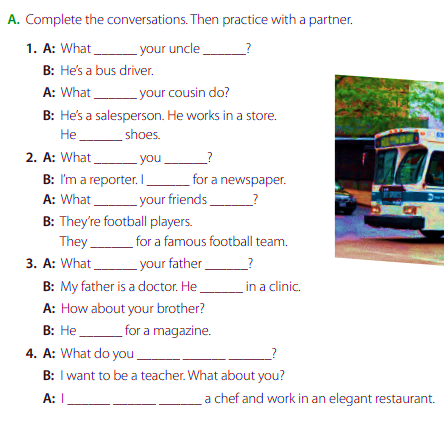 A. Complete the conversations. Then practice with a partner.
1. A: What ______ your uncle ______?
B: He's a bus driver.
A: What ______ your cousin do?
B: He's a salesperson. He works in a store.
He ______ shoes.
2. A: What ______ you ______?
B: I'm a reporter. I ______ for a newspaper.
A: What ______ your friends ______?
B: They're football players.
They ______ for a famous football team.
3. A: What ______ your father ______?
B: My father is a doctor. He ______ in a clinic.
A: How about your brother?
B: He ______ for a magazine.
4. A: What do you ______ ______ ______?
B: I want to be a teacher. What about you?
A: I ______ ______ ______ a chef and work in an elegant restaurant.